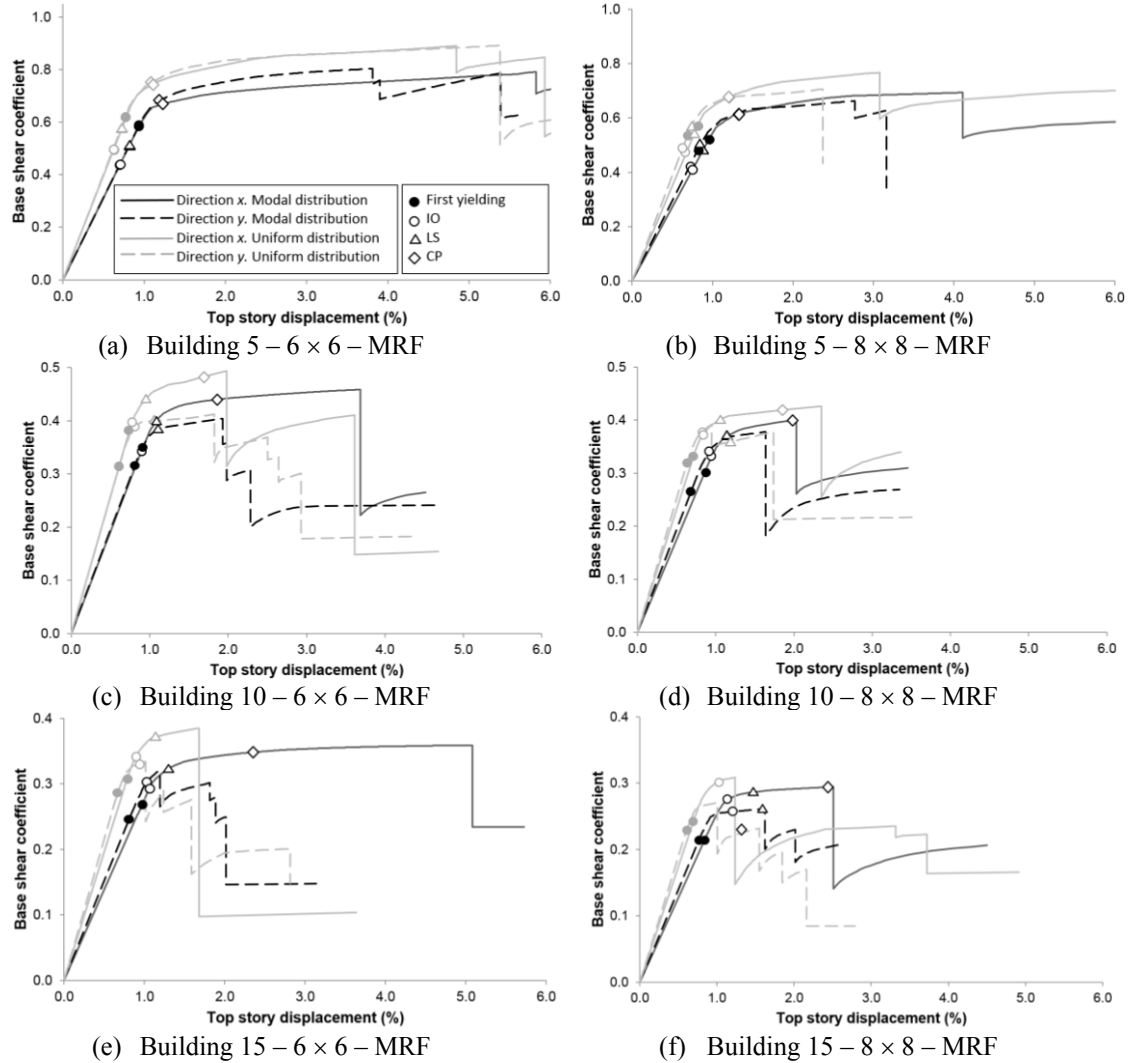 1.0
0.8
0.6
0.4
0.2
0.0
Base shear coefficient
Direction x. Modal distribution
Direction y. Modal distribution
Direction x. Uniform distribution
Direction y. Uniform distribution
First yielding
IO
LS
CP
0.0 1.0 2.0 3.0 4.0 5.0 6.0
Top story displacement (%)
(a) Building 5 – 6 × 6 – MRF
1.0
0.8
0.6
0.4
0.2
0.0
Base shear coefficient
0.0 1.0 2.0 3.0 4.0 5.0 6.0
Top story displacement (%)
(b) Building 5 – 8 × 8 – MRF
0.5
0.4
0.3
0.2
0.1
0.0
Base shear coefficient
0.0 1.0 2.0 3.0 4.0 5.0 6.0
Top story displacement (%)
(c) Building 10 – 6 × 6 – MRF
0.5
0.4
0.3
0.2
0.1
0.0
Base shear coefficient
0.0 1.0 2.0 3.0 4.0 5.0 6.0
Top story displacement (%)
(d) Building 10 – 8 × 8 – MRF
0.4
0.3
0.2
0.1
0.0
Base shear coefficient
0.0 1.0 2.0 3.0 4.0 5.0 6.0
Top story displacement (%)
(e) Building 15 – 6 × 6 – MRF
0.4
0.3
0.2
0.1
0.0
Base shear coefficient
0.0 1.0 2.0 3.0 4.0 5.0 6.0
Top story displacement (%)
(f) Building 15 – 8 × 8 – MRF